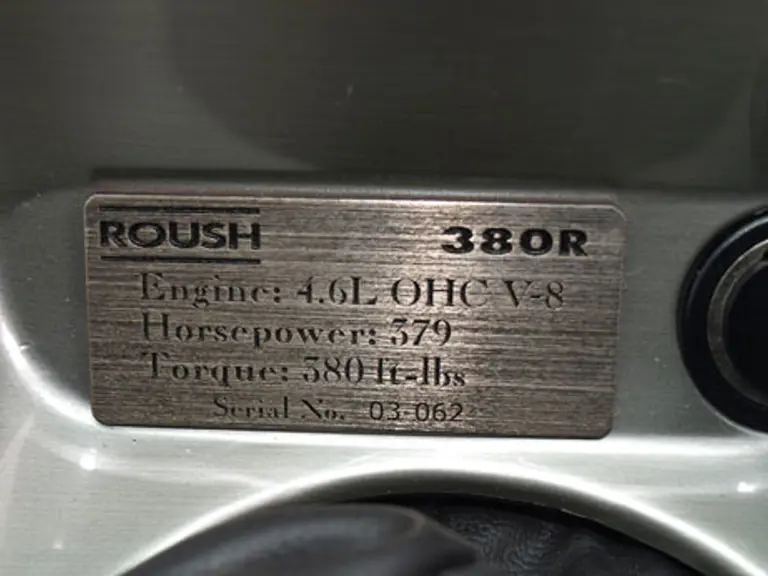 ROUSH 380R
Engine: 4.6L OHC V-8
Horsepower: 379
Torque: 380 ft-lbs
Serial No. 03-062